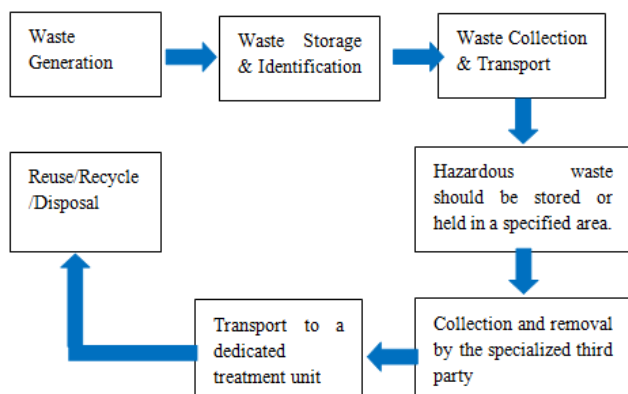 Waste
Generation
Waste Storage
& Identification
Waste Collection
& Transport
Hazardous waste
should be stored or
held in a specified area.
Collection and removal
by the specialized third
party
Transport to a
dedicated
treatment unit
Reuse/Recycle
/Disposal